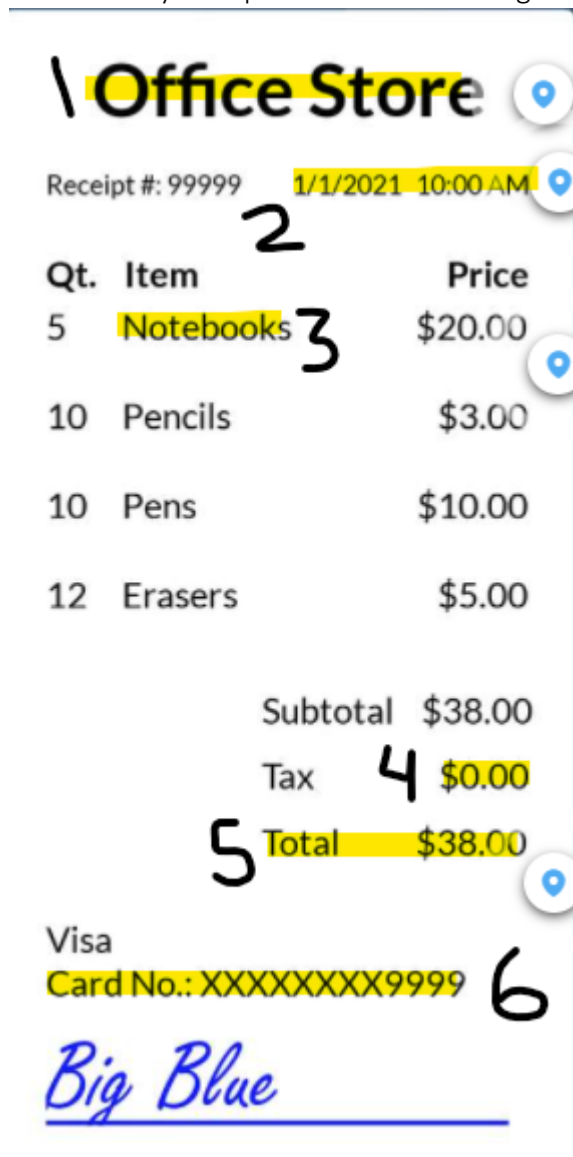 1 Office Store
Receipt #: 99999 1/1/2021 10:00 AM
2
Qt. Item Price
5 Notebooks 3 $20.00
10 Pencils $3.00
10 Pens $10.00
12 Erasers $5.00
Subtotal $38.00
Tax 4 $0.00
5 Total $38.00
Visa
Card No.: XXXXXXXX9999 6
Big Blue